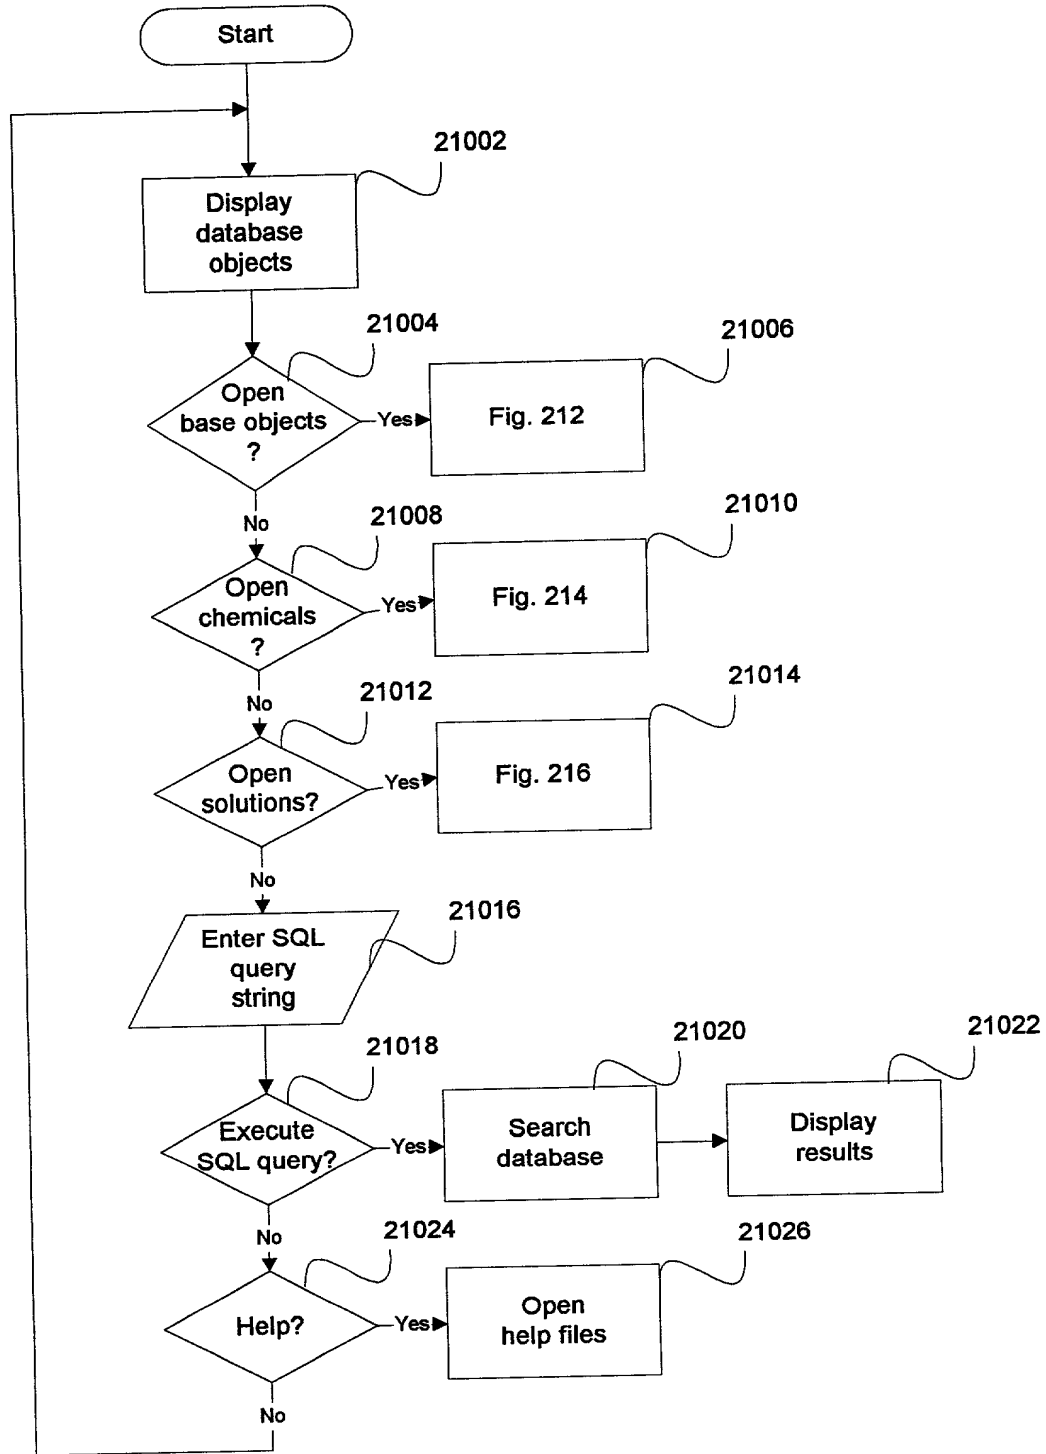 Start
21002
Display
database
objects
21004
Open
base objects
?
Yes
21006
Fig. 212
No
21008
Open
chemicals
?
Yes
21010
Fig. 214
No
21012
Open
solutions?
Yes
21014
Fig. 216
No
21016
Enter SQL
query
string
21018
Execute
SQL query?
Yes
21020
Search
database
21022
Display
results
No
21024
Help?
Yes
21026
Open
help files
No